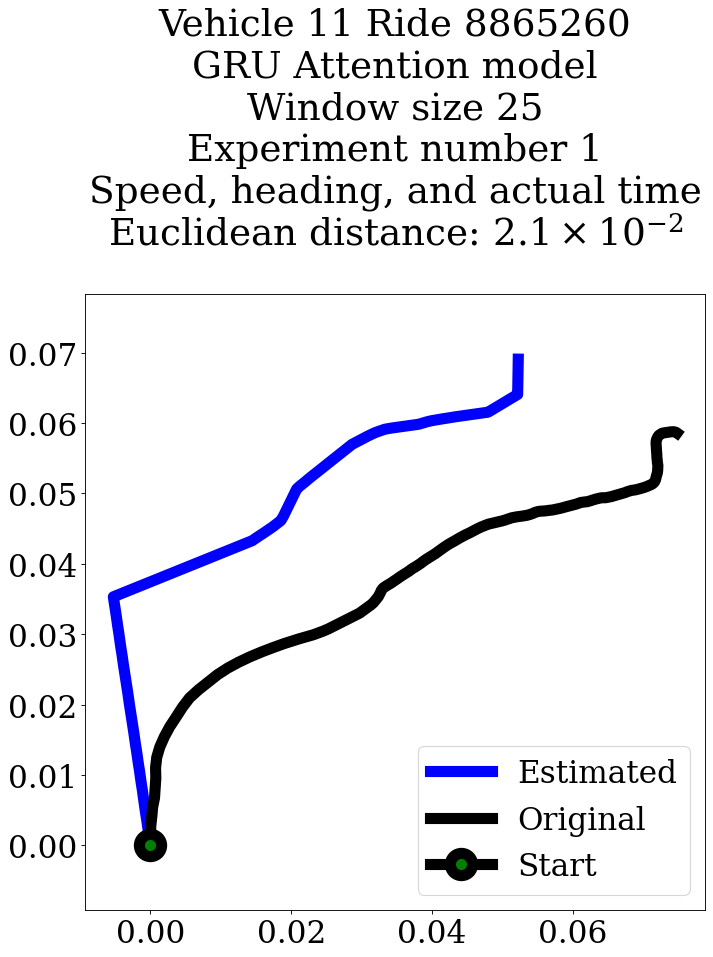 Vehicle 11 Ride 8865260
GRU Attention model
Window size 25
Experiment number 1
Speed, heading, and actual time
Euclidean distance: 2.1 × 10⁻²
0.07
0.06
0.05
0.04
0.03
0.02
0.01
0.00
Estimated
Original
Start
0.00 0.02 0.04 0.06